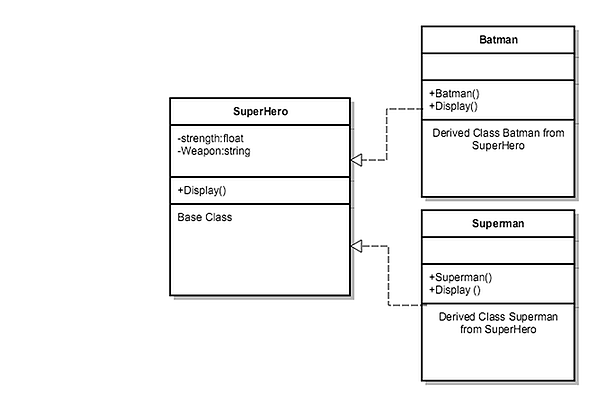 SuperHero
-strength:float
-Weapon:string
+Display()
Base Class
Batman
+Batman()
+Display()
Derived Class Batman from
SuperHero
Superman
+Superman()
+Display ()
Derived Class Superman
from SuperHero